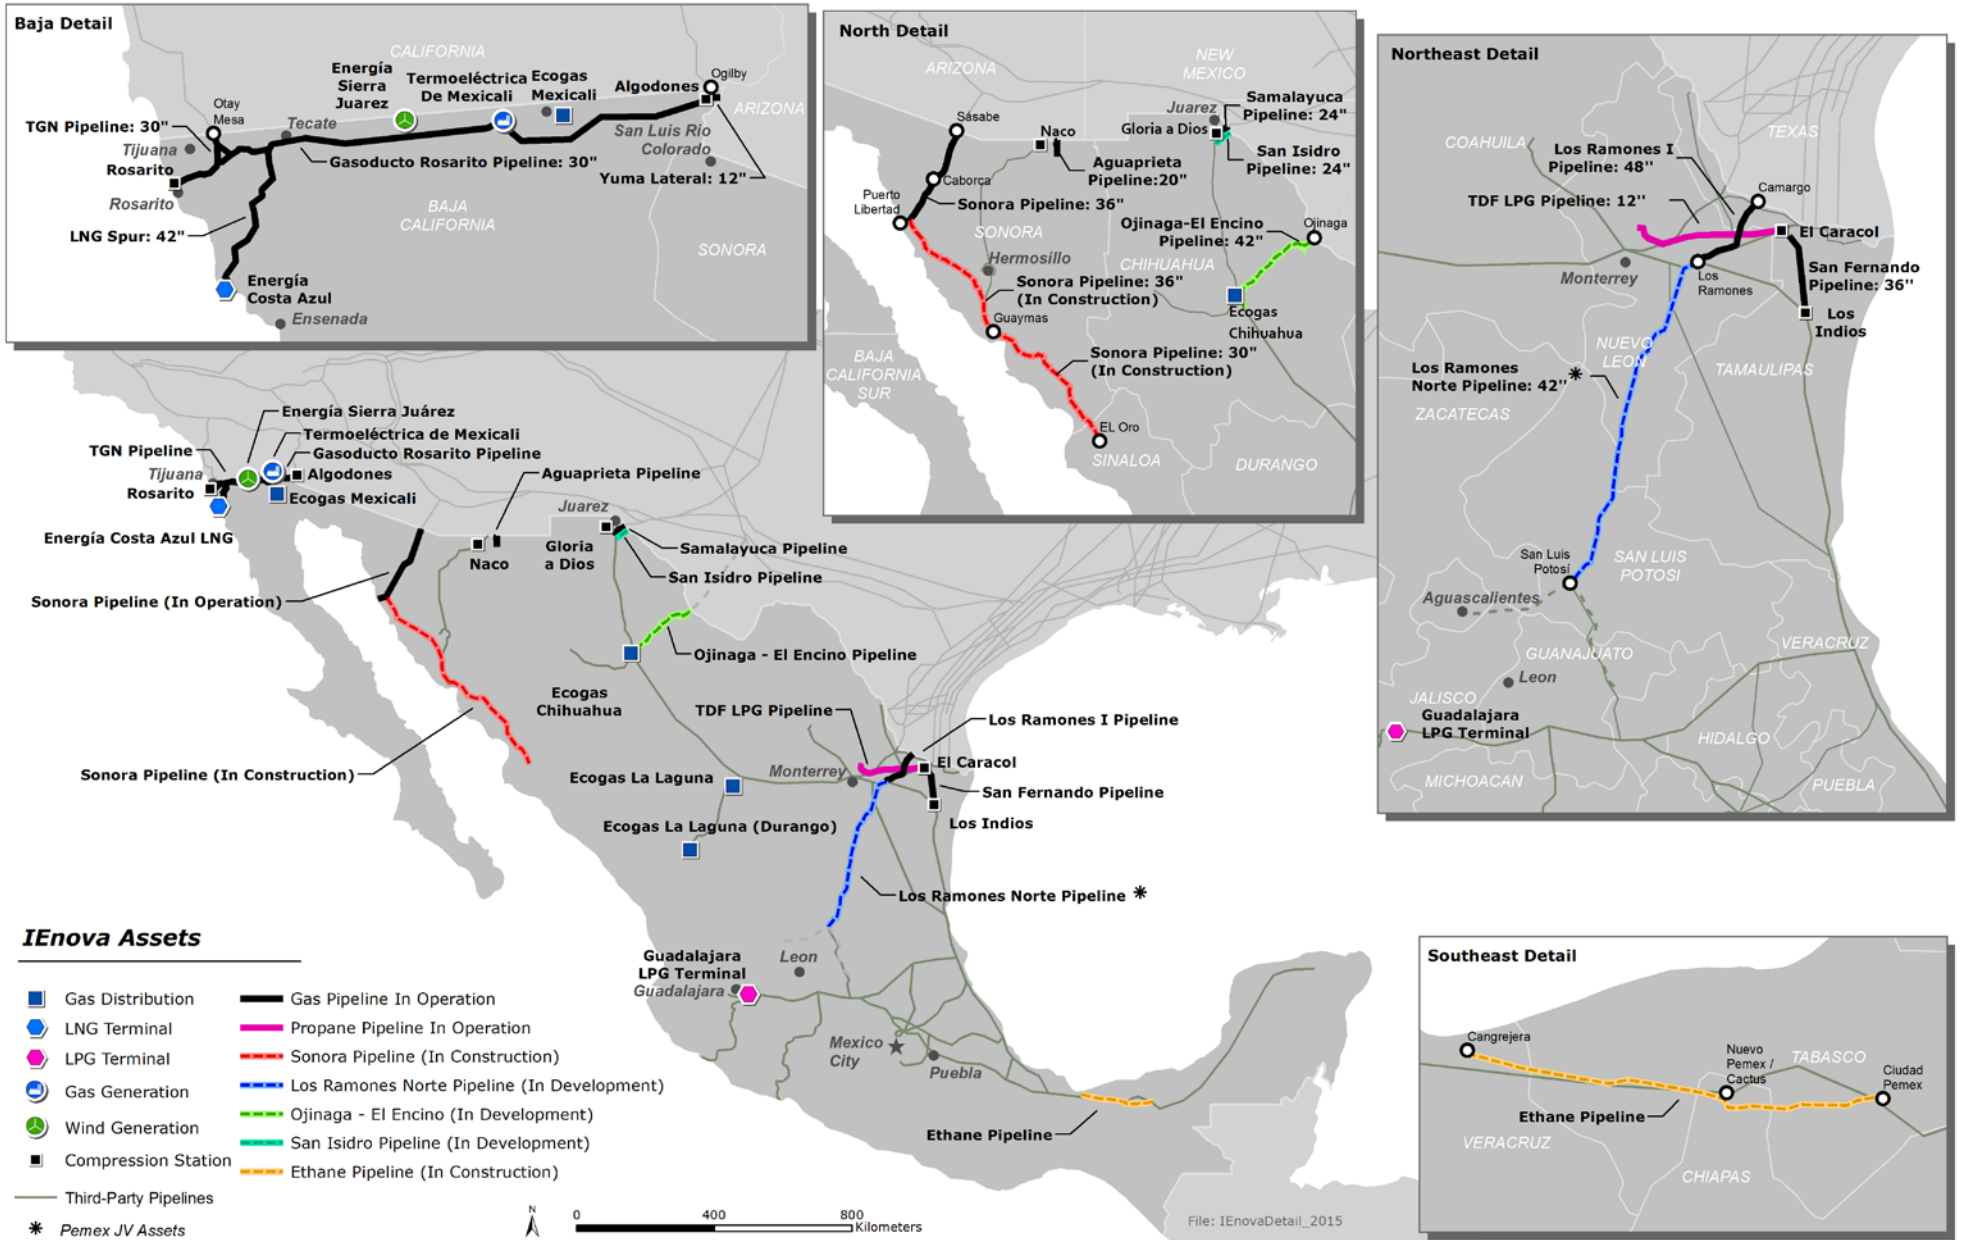 Baja Detail
CALIFORNIA
Energía
Sierra
Juarez
Termoeléctrica
De Mexicali
Ecogas
Mexicali
Algodones
Ogilby
ARIZONA
Otay
Mesa
TGN Pipeline: 30"
Tecate
Tijuana
Rosarito
Rosarito
Gasoducto Rosarito Pipeline: 30"
San Luis Rio
Colorado
Yuma Lateral: 12"
LNG Spur: 42"
BAJA
CALIFORNIA
SONORA
Energía
Costa Azul
Ensenada
North Detail
ARIZONA
NEW
MEXICO
Sásabe
Naco
Juarez
Gloria a Dios
Samalayuca
Pipeline: 24"
San Isidro
Pipeline: 24"
Aguaprieta
Pipeline:20"
Caborca
Puerto
Libertad
Sonora Pipeline: 36"
SONORA
Ojinaga-El Encino
Pipeline: 42"
Ojinaga
Hermosillo
CHIHUAHUA
Sonora Pipeline: 36"
(In Construction)
Guaymas
Ecogas
Chihuahua
Sonora Pipeline: 30"
(In Construction)
BAJA
CALIFORNIA
SUR
EL Oro
SINALOA
DURANGO
Northeast Detail
COAHUILA
TEXAS
Los Ramones I
Pipeline: 48"
Camargo
TDF LPG Pipeline: 12"
El Caracol
Monterrey
Los
Ramones
San Fernando
Pipeline: 36"
Los
Indios
NUEVO
LEON
TAMAULIPAS
Los Ramones
Norte Pipeline: 42"
ZACATECAS
San Luis
Potosí
SAN LUIS
POTOSI
Aguascalientes
GUANAJUATO
VERACRUZ
Leon
JALISCO
Guadalajara
LPG Terminal
HIDALGO
MICHOACAN
PUEBLA
Energía Sierra Juárez
Termoeléctrica de Mexicali
TGN Pipeline
Gasoducto Rosarito Pipeline
Tijuana
Algodones
Rosarito
Ecogas Mexicali
Energía Costa Azul LNG
Aguaprieta Pipeline
Juarez
Naco
Gloria
a Dios
Samalayuca Pipeline
San Isidro Pipeline
Sonora Pipeline (In Operation)
Ojinaga - El Encino Pipeline
Ecogas
Chihuahua
TDF LPG Pipeline
Los Ramones I Pipeline
Sonora Pipeline (In Construction)
Ecogas La Laguna
Monterrey
El Caracol
San Fernando Pipeline
Los Indios
Ecogas La Laguna (Durango)
Los Ramones Norte Pipeline
Guadalajara
LPG Terminal
Guadalajara
Leon
Mexico
City
Puebla
Ethane Pipeline
IEnova Assets
Gas Distribution
LNG Terminal
LPG Terminal
Gas Generation
Wind Generation
Compression Station
Third-Party Pipelines
Pemex JV Assets
Gas Pipeline In Operation
Propane Pipeline In Operation
Sonora Pipeline (In Construction)
Los Ramones Norte Pipeline (In Development)
Ojinaga - El Encino (In Development)
San Isidro Pipeline (In Development)
Ethane Pipeline (In Construction)
N
0 400 800
Kilometers
File: IEnovaDetail_2015
Southeast Detail
Cangrejera
Nuevo
Pemex /
Cactus
TABASCO
Ciudad
Pemex
Ethane Pipeline
VERACRUZ
CHIAPAS